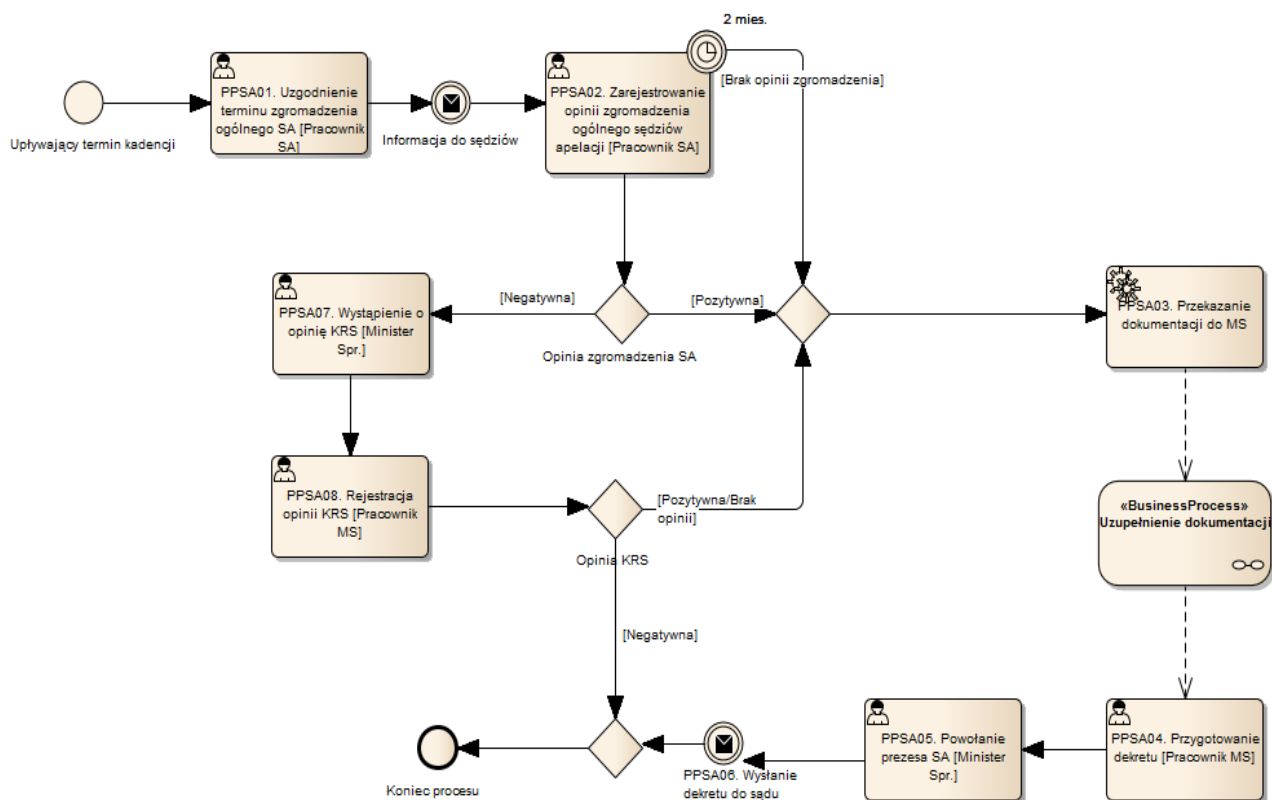 2 mies.
PPSA01. Uzgodnienie
terminu zgromadzenia
ogólnego SA [Pracownik
SA]
PPSA02. Zarejestrowanie
opinii zgromadzenia
ogólnego sędziów
apelacji [Pracownik SA]
[Brak opinii zgromadzenia]
Upływający termin kadencji
Informacja do sędziów
PPSA07. Wystąpienie o
opinię KRS [Minister
Spr.]
[Negatywna]
[Pozytywna]
Opinia zgromadzenia SA
PPSA03. Przekazanie
dokumentacji do MS
PPSA08. Rejestracja
opinii KRS [Pracownik
MS]
[Pozytywna/Brak
opinii]
Opinia KRS
«BusinessProcess»
Uzupełnienie dokumentacji
[Negatywna]
Koniec procesu
PPSA06. Wysłanie
dekretu do sądu
PPSA05. Powołanie
prezesa SA [Minister
Spr.]
PPSA04. Przygotowanie
dekretu [Pracownik MS]